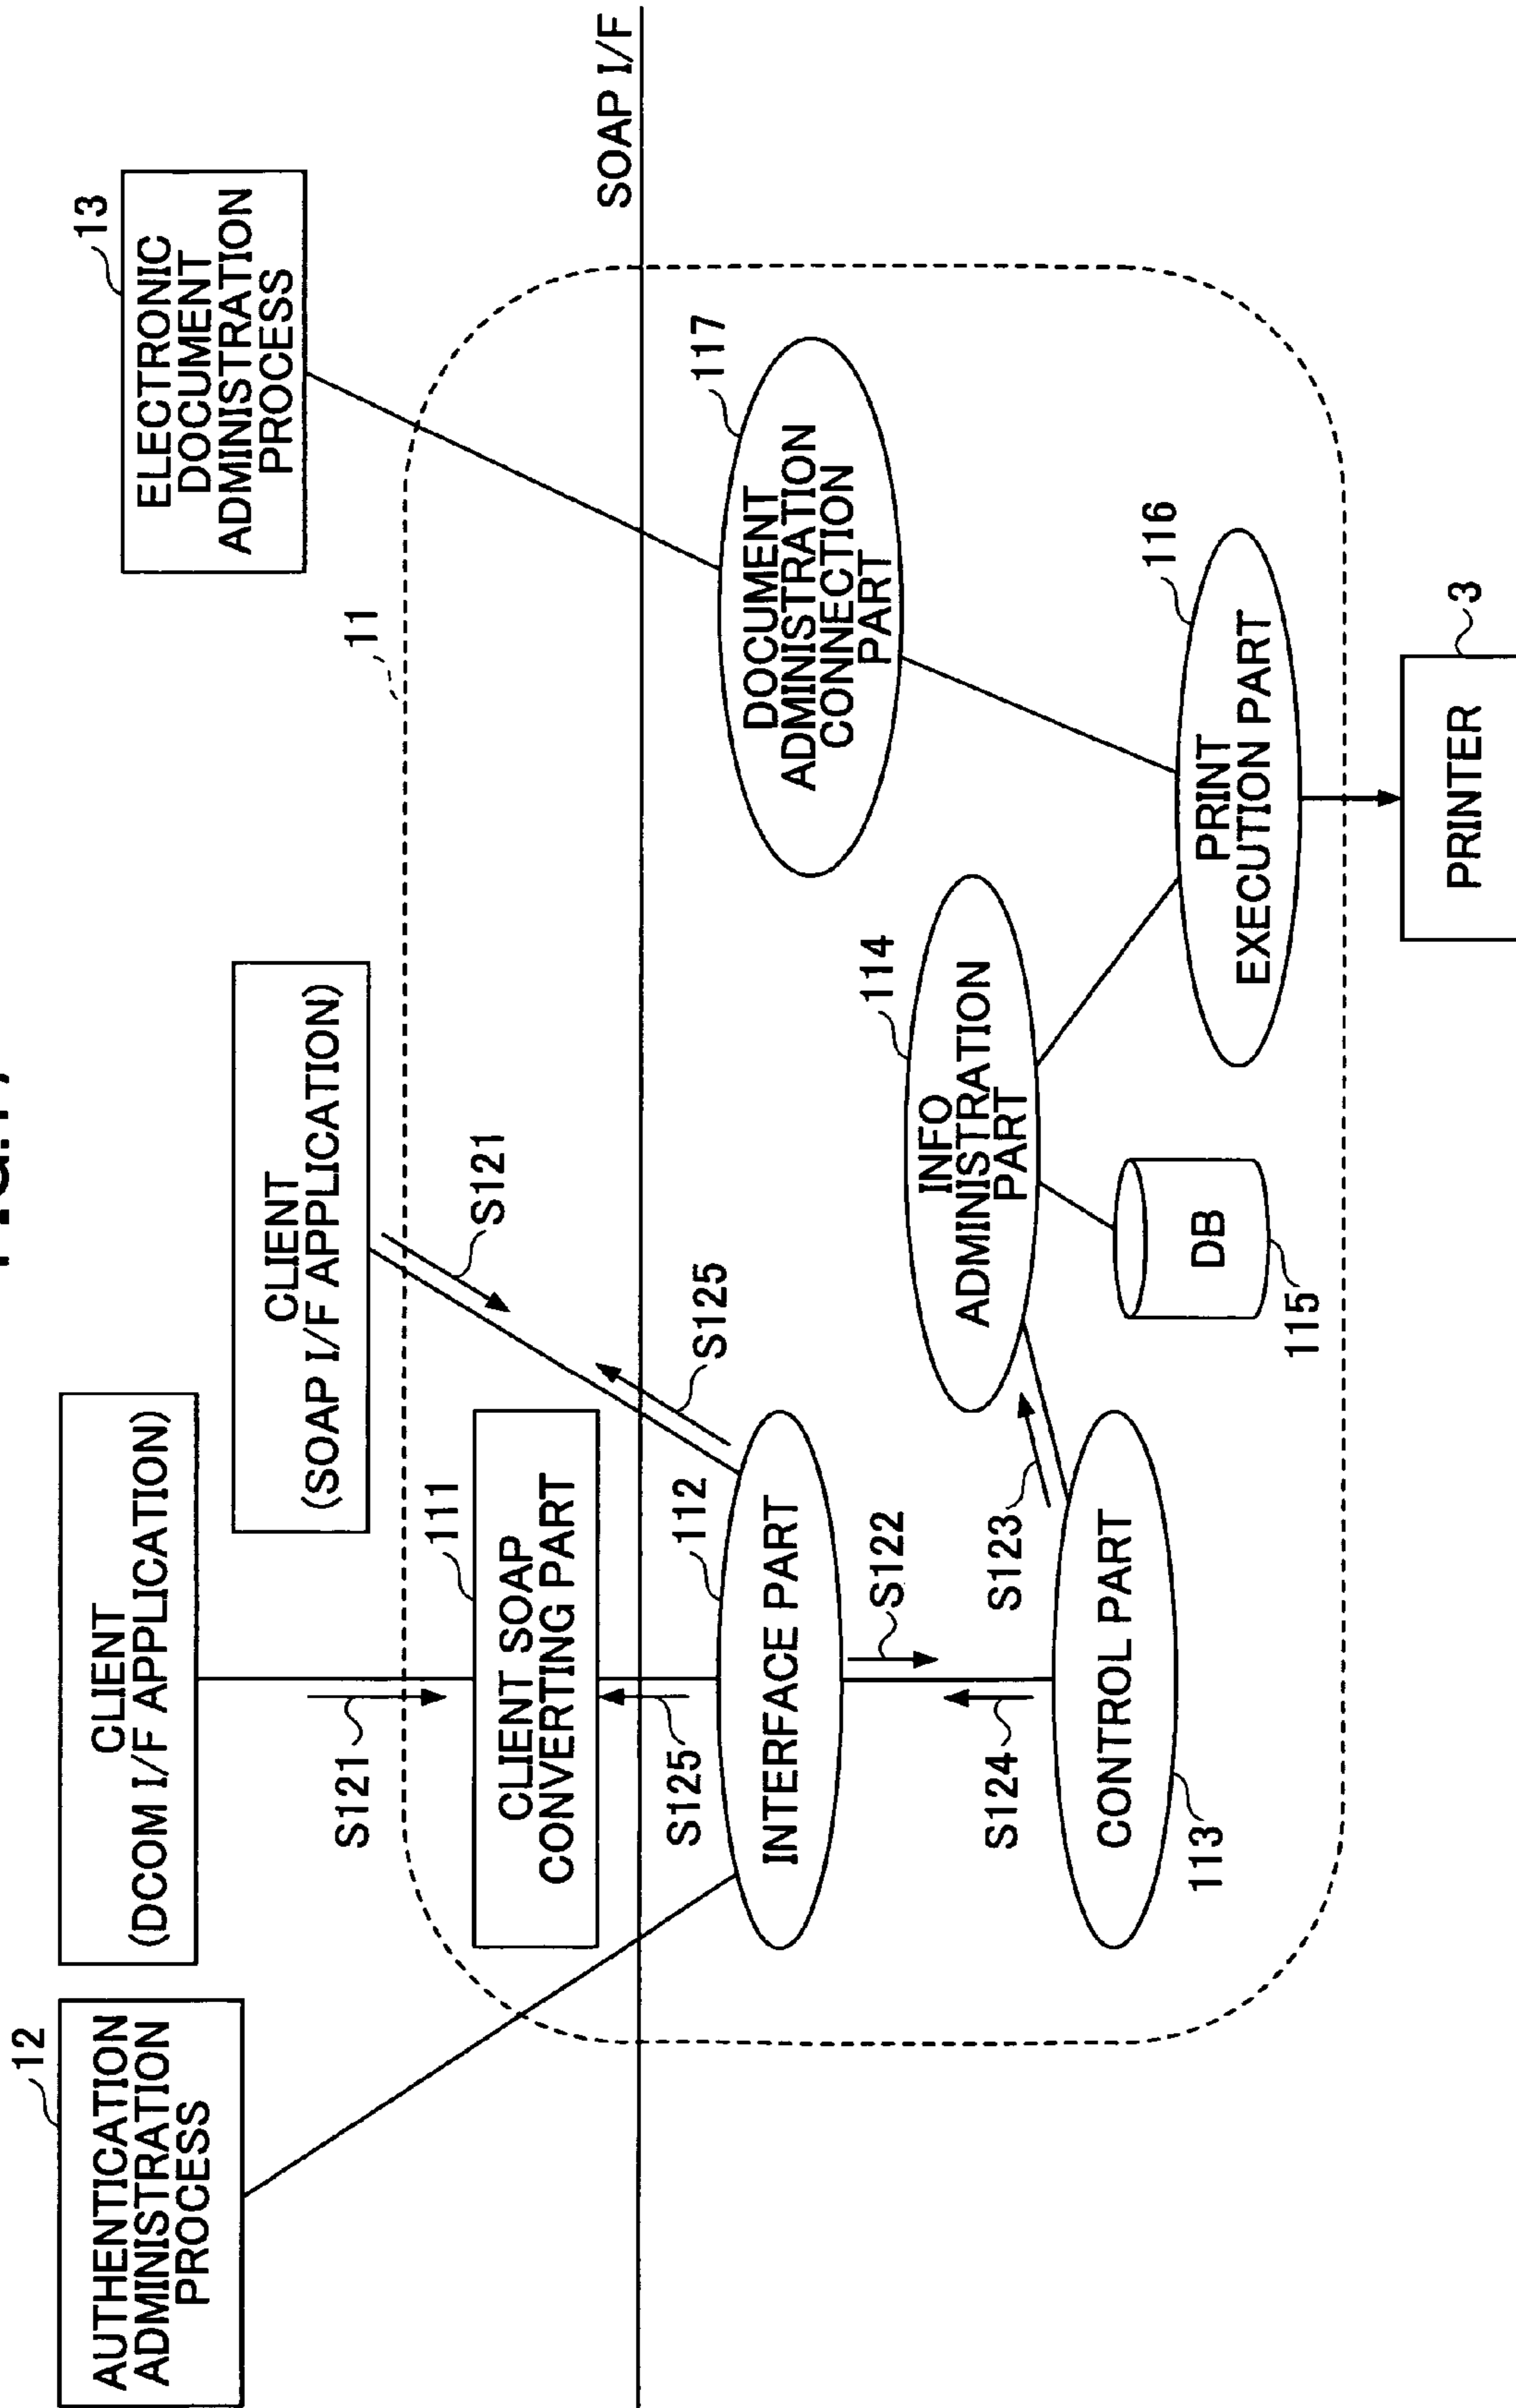 12
AUTHENTICATION
ADMINISTRATION
PROCESS
CLIENT
(DCOM I/F APPLICATION)
CLIENT
(SOAP I/F APPLICATION)
13
ELECTRONIC
DOCUMENT
ADMINISTRATION
PROCESS
11
S121
S121
111
CLIENT SOAP
CONVERTING PART
SOAP I/F
S125
S125
112
INTERFACE PART
117
DOCUMENT
ADMINISTRATION
CONNECTION
PART
S122
114
INFO
ADMINISTRATION
PART
S124
S123
113
CONTROL PART
116
PRINT
EXECUTION PART
DB
115
3
PRINTER